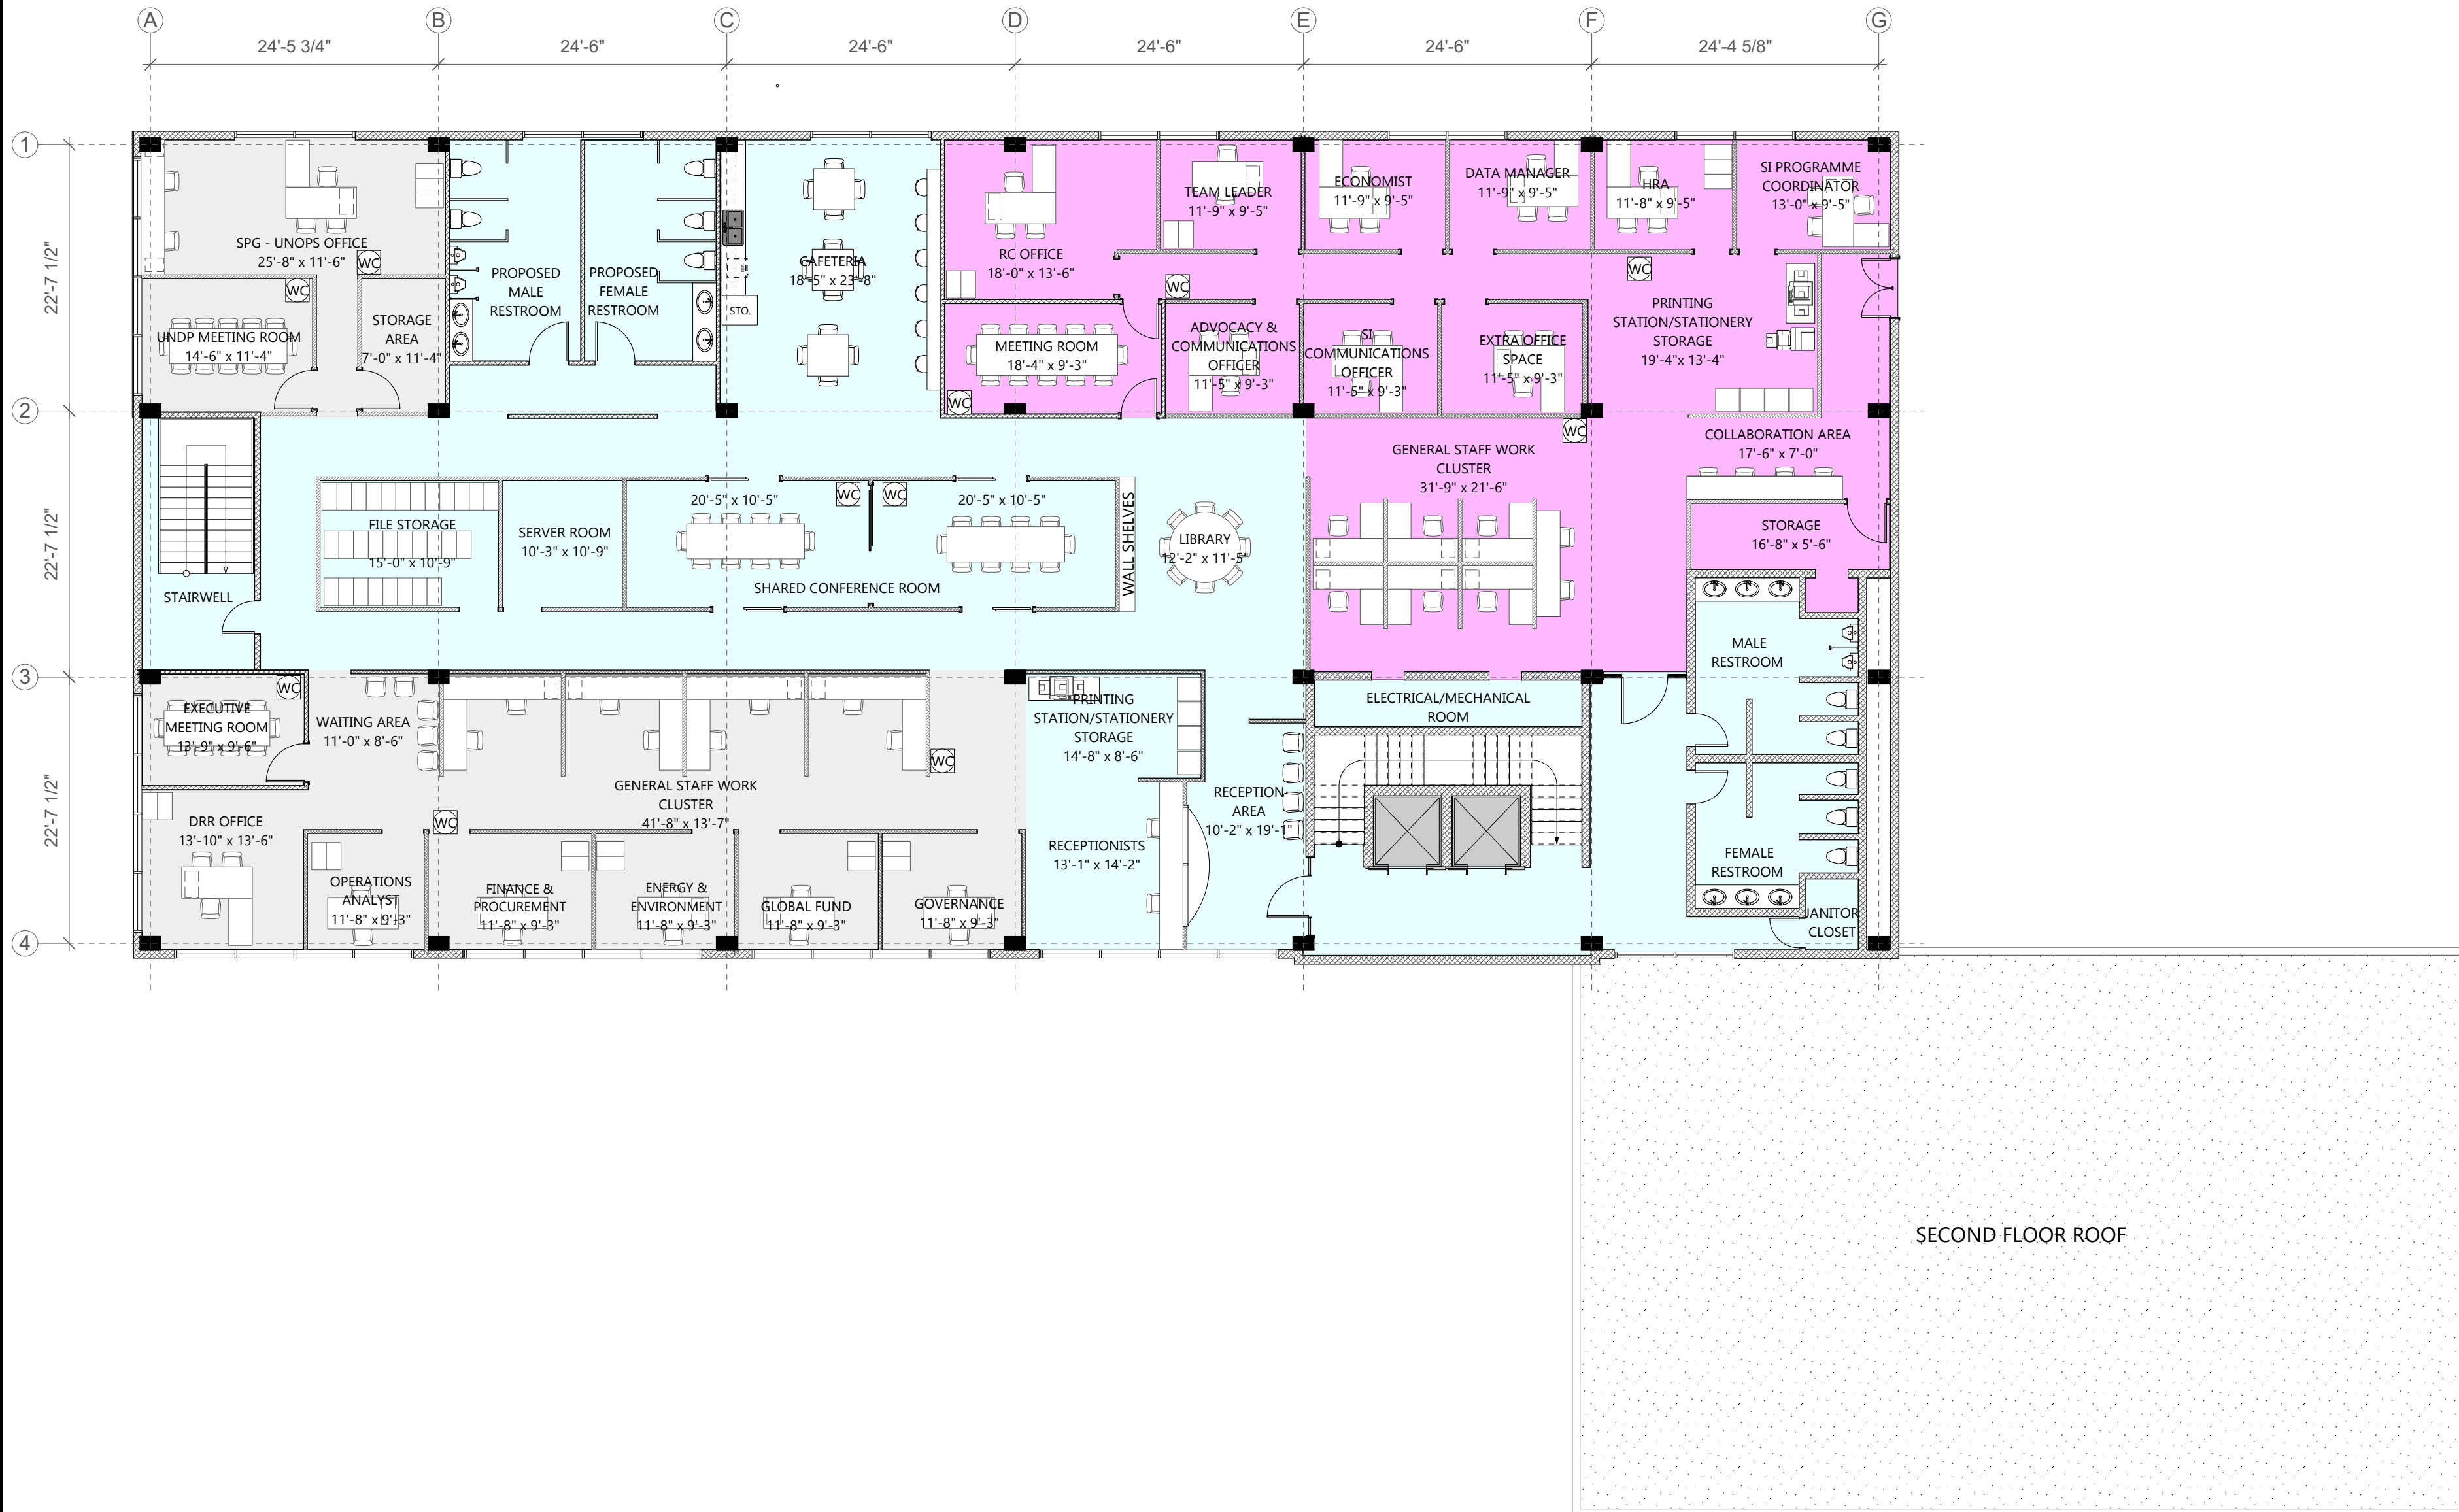 A
B
C
D
E
F
G
24'-5 3/4"
24'-6"
24'-6"
24'-6"
24'-6"
24'-4 5/8"
1
2
3
4
22'-7 1/2"
22'-7 1/2"
22'-7 1/2"
SPG - UNOPS OFFICE
25'-8" x 11'-6"
WC
UNDP MEETING ROOM
14'-6" x 11'-4"
WC
STORAGE
AREA
7'-0" x 11'-4"
PROPOSED
MALE
RESTROOM
PROPOSED
FEMALE
RESTROOM
STO.
CAFETERIA
18'-5" x 23'-8"
RC OFFICE
18'-0" x 13'-6"
TEAM LEADER
11'-9" x 9'-5"
ECONOMIST
11'-9" x 9'-5"
DATA MANAGER
11'-9" x 9'-5"
HRA
11'-8" x 9'-5"
SI PROGRAMME
COORDINATOR
13'-0" x 9'-5"
WC
WC
MEETING ROOM
18'-4" x 9'-3"
WC
ADVOCACY &
COMMUNICATIONS
OFFICER
11'-5" x 9'-3"
SI
COMMUNICATIONS
OFFICER
11'-5" x 9'-3"
EXTRA OFFICE
SPACE
11'-5" x 9'-3"
PRINTING
STATION/STATIONERY
STORAGE
19'-4"x 13'-4"
STAIRWELL
FILE STORAGE
15'-0" x 10'-9"
SERVER ROOM
10'-3" x 10'-9"
20'-5" x 10'-5"
WC
WC
20'-5" x 10'-5"
SHARED CONFERENCE ROOM
WALL SHELVES
LIBRARY
12'-2" x 11'-5"
GENERAL STAFF WORK
CLUSTER
31'-9" x 21'-6"
WC
COLLABORATION AREA
17'-6" x 7'-0"
STORAGE
16'-8" x 5'-6"
MALE
RESTROOM
EXECUTIVE
MEETING ROOM
13'-9" x 9'-6"
WC
WAITING AREA
11'-0" x 8'-6"
GENERAL STAFF WORK
CLUSTER
41'-8" x 13'-7"
WC
WC
PRINTING
STATION/STATIONERY
STORAGE
14'-8" x 8'-6"
ELECTRICAL/MECHANICAL
ROOM
RECEPTION
AREA
10'-2" x 19'-1"
RECEPTIONISTS
13'-1" x 14'-2"
DRR OFFICE
13'-10" x 13'-6"
OPERATIONS
ANALYST
11'-8" x 9'-3"
FINANCE &
PROCUREMENT
11'-8" x 9'-3"
ENERGY &
ENVIRONMENT
11'-8" x 9'-3"
GLOBAL FUND
11'-8" x 9'-3"
GOVERNANCE
11'-8" x 9'-3"
FEMALE
RESTROOM
JANITOR
CLOSET
SECOND FLOOR ROOF